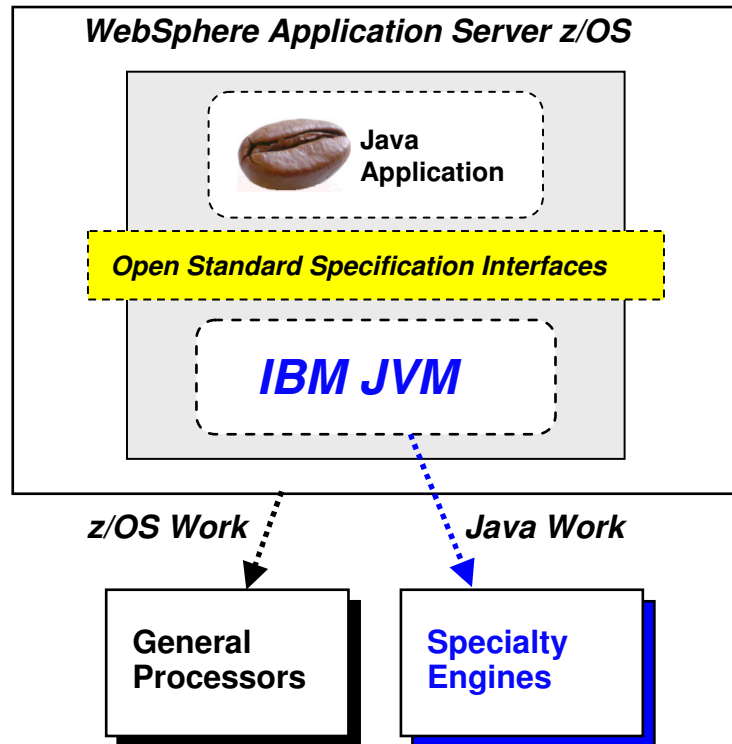 WebSphere Application Server z/OS
Java
Application
Open Standard Specification Interfaces
IBM JVM
z/OS Work
Java Work
General
Processors
Specialty
Engines